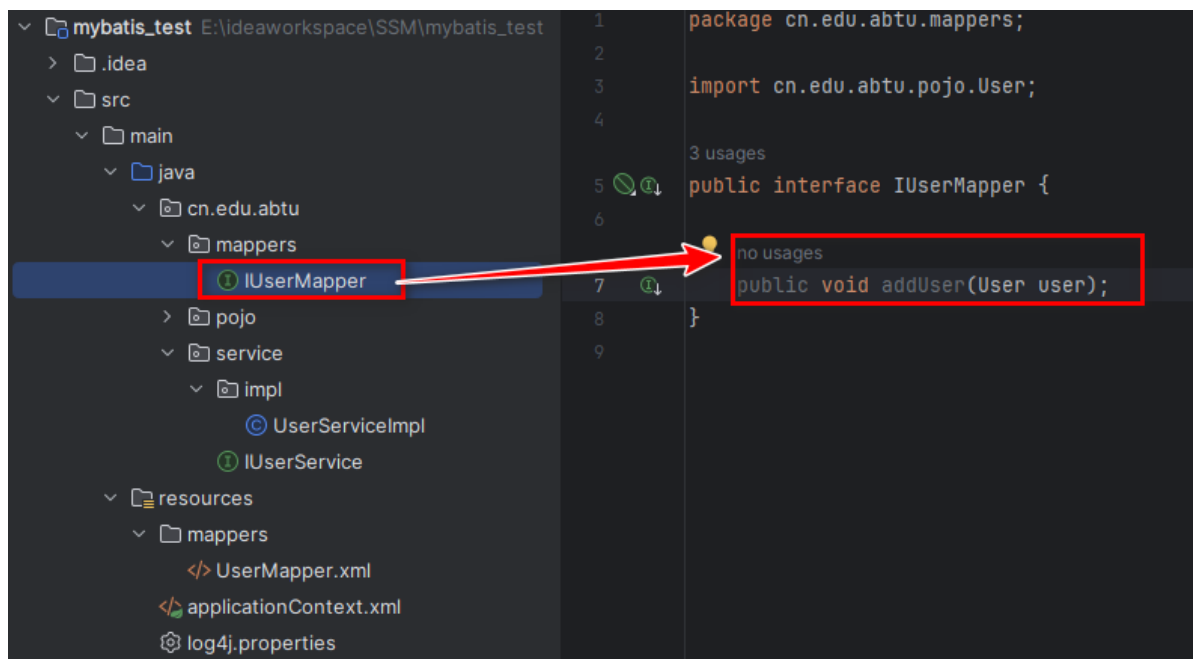 mybatis_test E:\ideaworkspace\SSM\mybatis_test
.idea
src
main
java
cn.edu.abtu
mappers
IUserMapper
pojo
service
impl
UserServiceImpl
IUserService
resources
mappers
UserMapper.xml
applicationContext.xml
log4j.properties
1 package cn.edu.abtu.mappers;
2
3 import cn.edu.abtu.pojo.User;
4
3 usages
5 public interface IUserMapper {
6
no usages
7 public void addUser(User user);
8 }
9